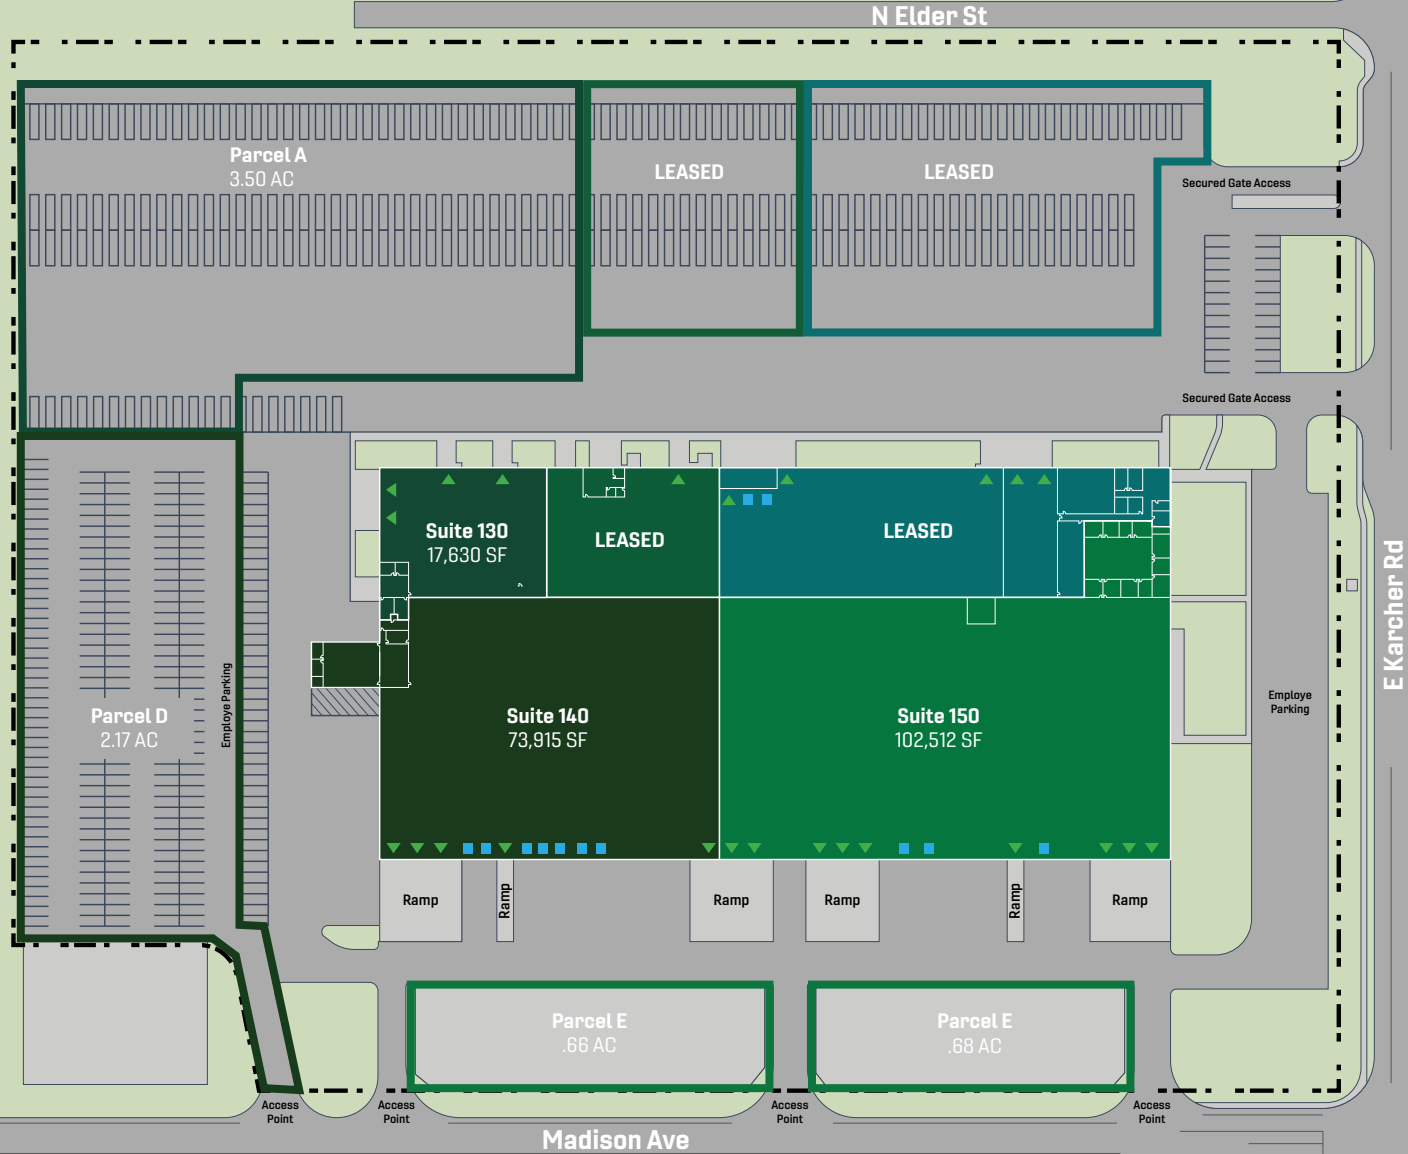 N Elder St
Parcel A
3.50 AC
LEASED
LEASED
Secured Gate Access
Secured Gate Access
Suite 130
17,630 SF
LEASED
LEASED
E Karcher Rd
Employe Parking
Parcel D
2.17 AC
Suite 140
73,915 SF
Suite 150
102,512 SF
Employe
Parking
Ramp
Ramp
Ramp
Ramp
Ramp
Ramp
Parcel E
.66 AC
Parcel E
.68 AC
Access
Point
Access
Point
Access
Point
Access
Point
Madison Ave